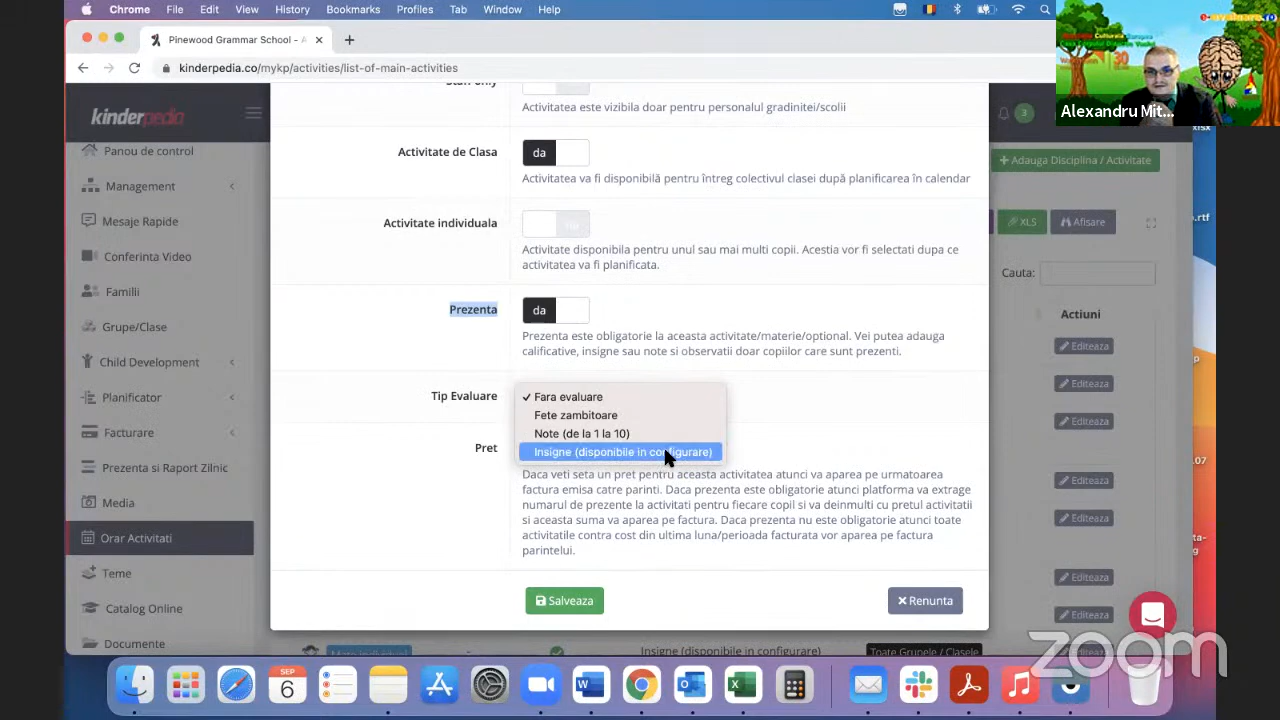 Chrome File Edit View History Bookmarks Profiles Tab Window Help
Pinewood Grammar School - A
kinderpedia.co/mykp/activities/list-of-main-activities
Alexandru Mit...
kinderpedia
3
Panou de control
Management
Mesaje Rapide
Conferinta Video
Familii
Grupe/Clase
Child Development
Planificator
Facturare
Prezenta si Raport Zilnic
Media
Orar Activitati
Teme
Catalog Online
Documente
Staff only
Activitatea este vizibila doar pentru personalul gradinitei/scolii
Activitate de Clasa
da
Activitatea va fi disponibilă pentru întreg colectivul clasei după planificarea în calendar
Activitate individuala
nu
Activitate disponibila pentru unul sau mai multi copii. Acestia vor fi selectati dupa ce
activitatea va fi planificata.
Prezenta
da
Prezenta este obligatorie la aceasta activitate/materie/optional. Vei putea adauga
calificative, insigne sau note si observatii doar copiilor care sunt prezenti.
Tip Evaluare
✓ Fara evaluare
Fete zambitoare
Note (de la 1 la 10)
Insigne (disponibile in configurare)
Pret
Daca veti seta un pret pentru aceasta activitatea atunci va aparea pe urmatoarea
factura emisa catre parinti. Daca prezenta este obligatorie atunci platforma va extrage
numarul de prezente la activitati pentru fiecare copil si va deinmulti cu pretul activitatii
si aceasta suma va aparea pe factura. Daca prezenta nu este obligatorie atunci toate
activitatile contra cost din ultima luna/perioada facturata vor aparea pe factura
parintelui.
Salveaza
Renunta
+ Adauga Disciplina / Activitate
XLS
Afisare
Cauta:
Actiuni
Editeaza
Editeaza
Editeaza
Editeaza
Editeaza
Editeaza
Editeaza
Insigne (disponibile in configurare)
Toate Grupele / Clasele
xlsx
.rtf
.07
SEP
6
zoom